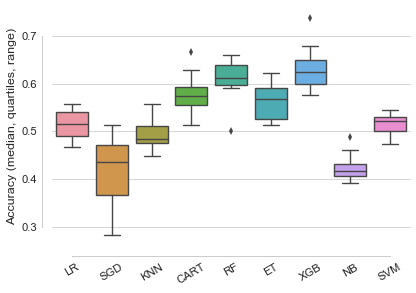 Accuracy (median, quartiles, range)
0.7
0.6
0.5
0.4
0.3
LR
SGD
KNN
CART
RF
ET
XGB
NB
SVM